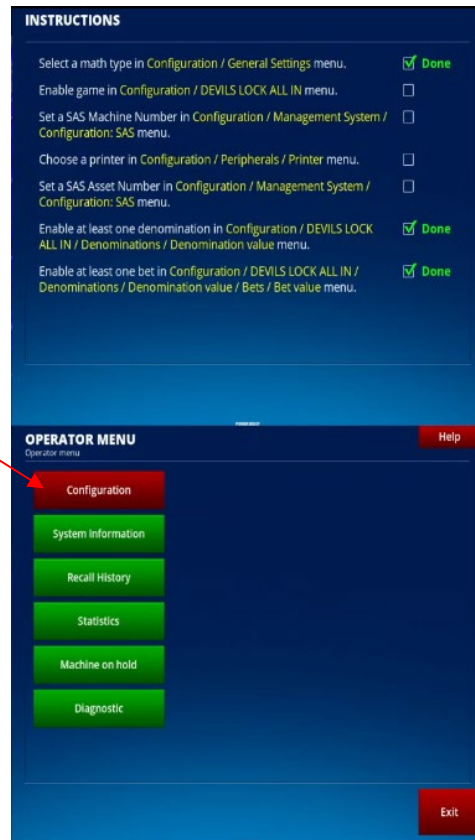 INSTRUCTIONS
Select a math type in Configuration / General Settings menu. Done
Enable game in Configuration / DEVILS LOCK ALL IN menu.
Set a SAS Machine Number in Configuration / Management System /
Configuration: SAS menu.
Choose a printer in Configuration / Peripherals / Printer menu.
Set a SAS Asset Number in Configuration / Management System /
Configuration: SAS menu.
Enable at least one denomination in Configuration / DEVILS LOCK Done
ALL IN / Denominations / Denomination value menu.
Enable at least one bet in Configuration / DEVILS LOCK ALL IN / Done
Denominations / Denomination value / Bets / Bet value menu.
OPERATOR MENU
Help
Operator menu
Configuration
System Information
Recall History
Statistics
Machine on hold
Diagnostic
Exit